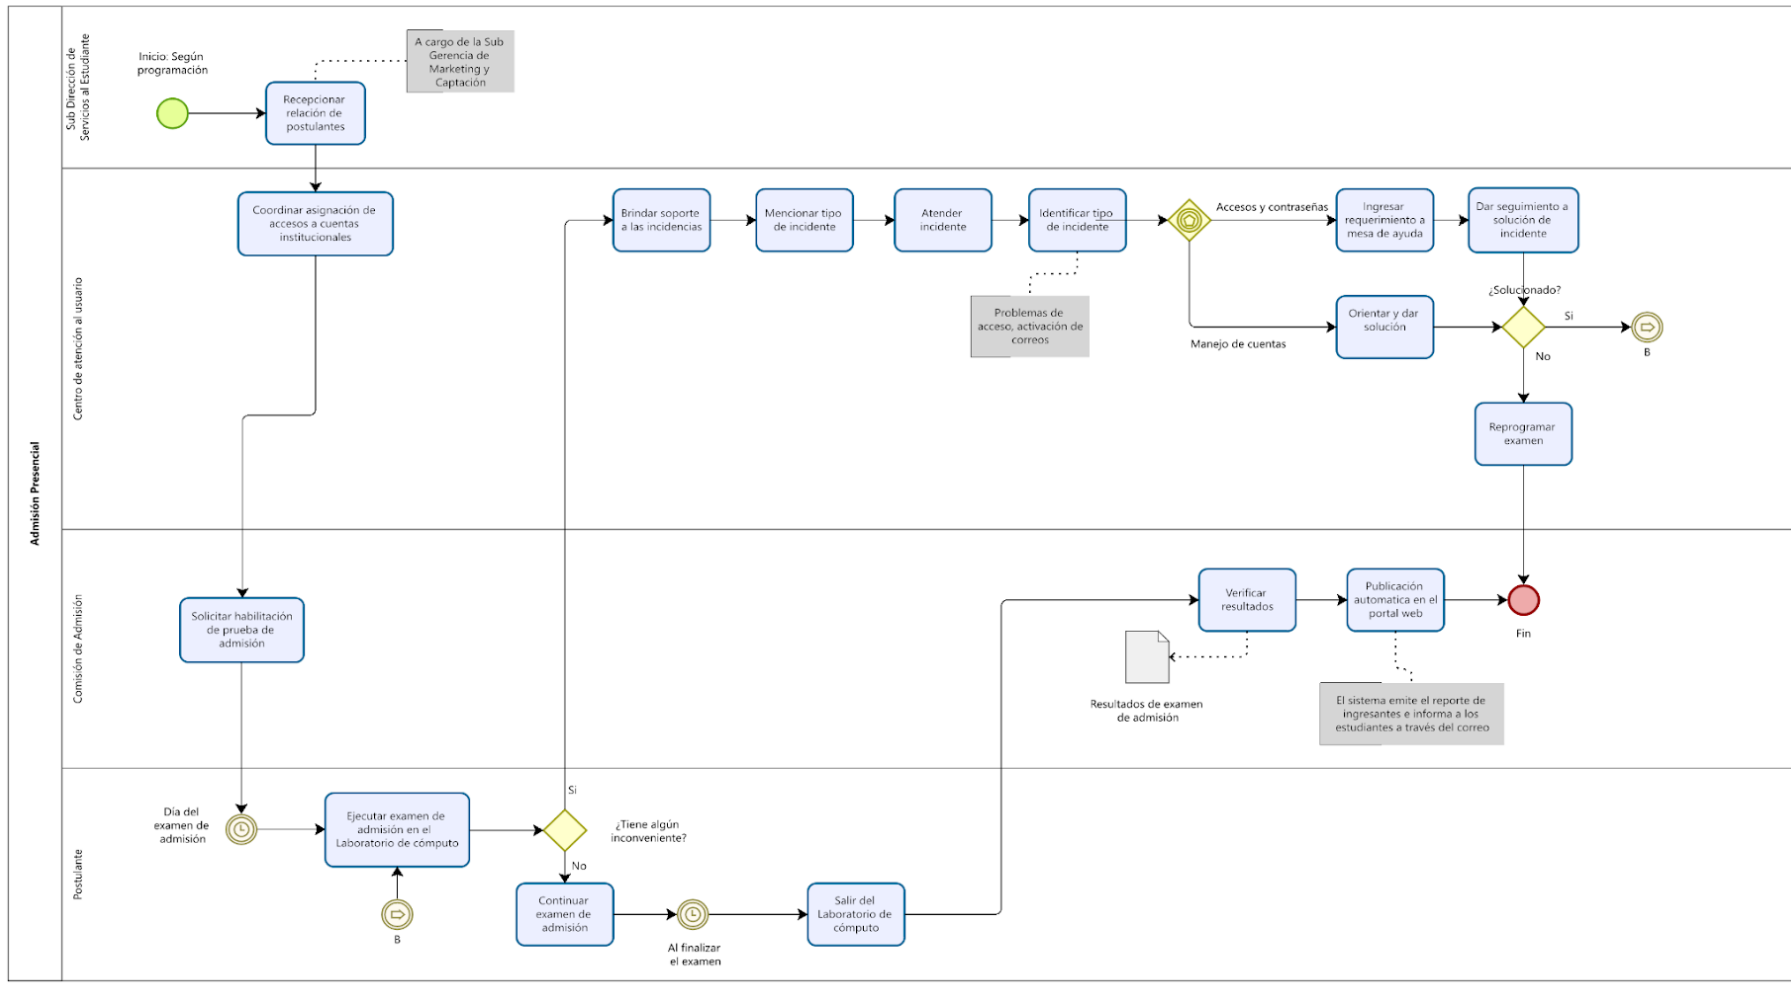 Admisión Presencial
Sub Dirección de
Servicios al Estudiante
Inico: Según
programación
Recepcionar
relación de
postulantes
A cargo de la Sub
Gerencia de
Marketing y
Captación
Centro de atención al usuario
Coordinar asignación de
accesos a cuentas
institucionales
Brindar soporte
a las incidencias
Mencionar tipo
de incidente
Atender
incidente
Identificar tipo
de incidente
Problemas de
acceso, activación de
correos
Accesos y contraseñas
Manejo de cuentas
Ingresar
requerimiento a
mesa de ayuda
Dar seguimiento a
solución de
incidente
Orientar y dar
solución
¿Solucionado?
Si
B
No
Reprogramar
examen
Comisión de Admisión
Solicitar habilitación
de prueba de
admisión
Verificar
resultados
Resultados de examen
de admisión
Publicación
automatica en el
portal web
El sistema emite el reporte de
ingresantes e informa a los
estudiantes a través del correo
Fin
Postulante
Día del
examen de
admisión
Ejecutar examen de
admisión en el
Laboratorio de cómputo
B
Si
¿Tiene algún
inconveniente?
No
Continuar
examen de
admisión
Al finalizar
el examen
Salir del
Laboratorio de
cómputo